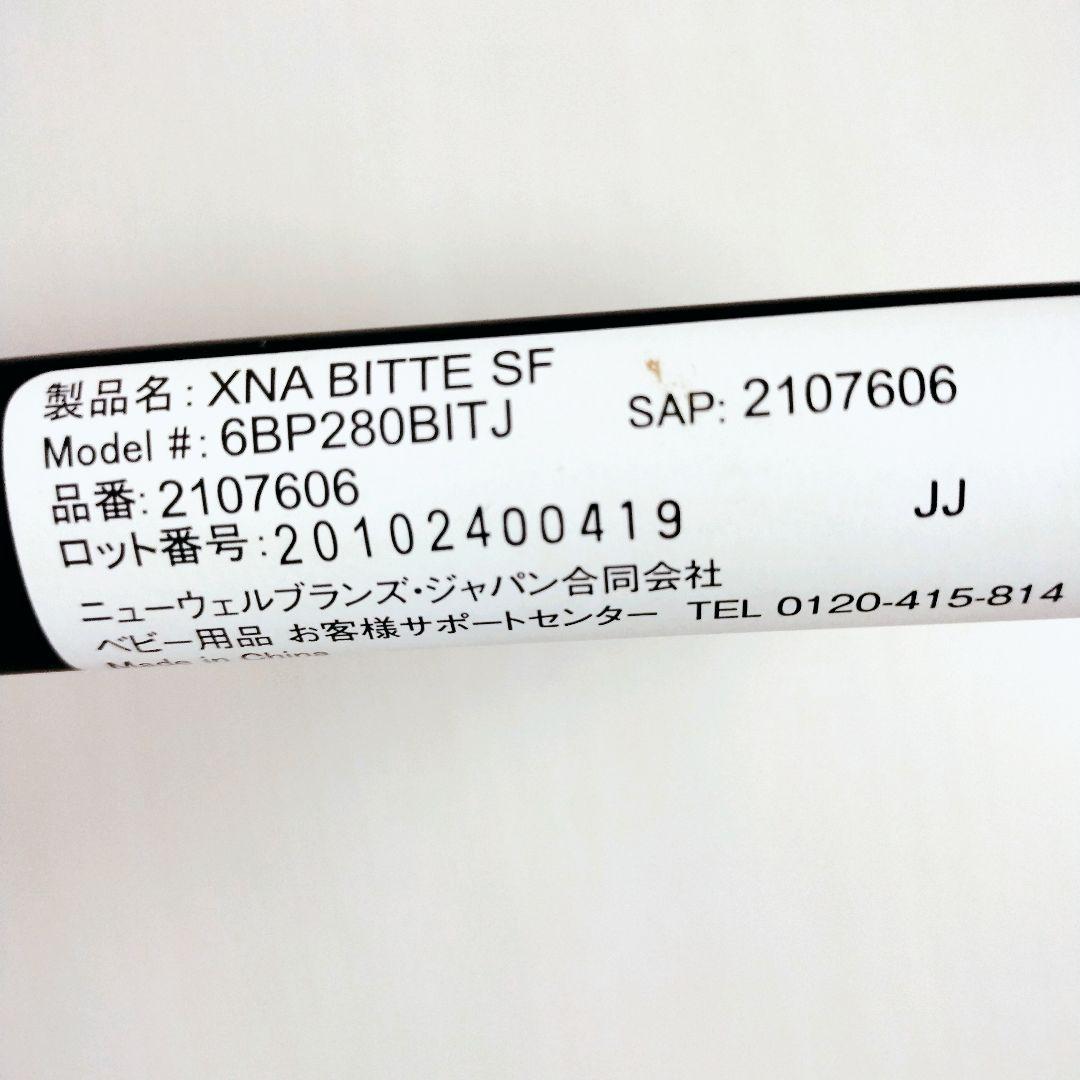 製品名: XNA BITTE SF
Model #: 6BP280BITJ SAP: 2107606
品番: 2107606 JJ
ロット番号: 20102400419
ニューウェルブランズ・ジャパン合同会社
ベビー用品 お客様サポートセンター TEL 0120-415-814
Made in China